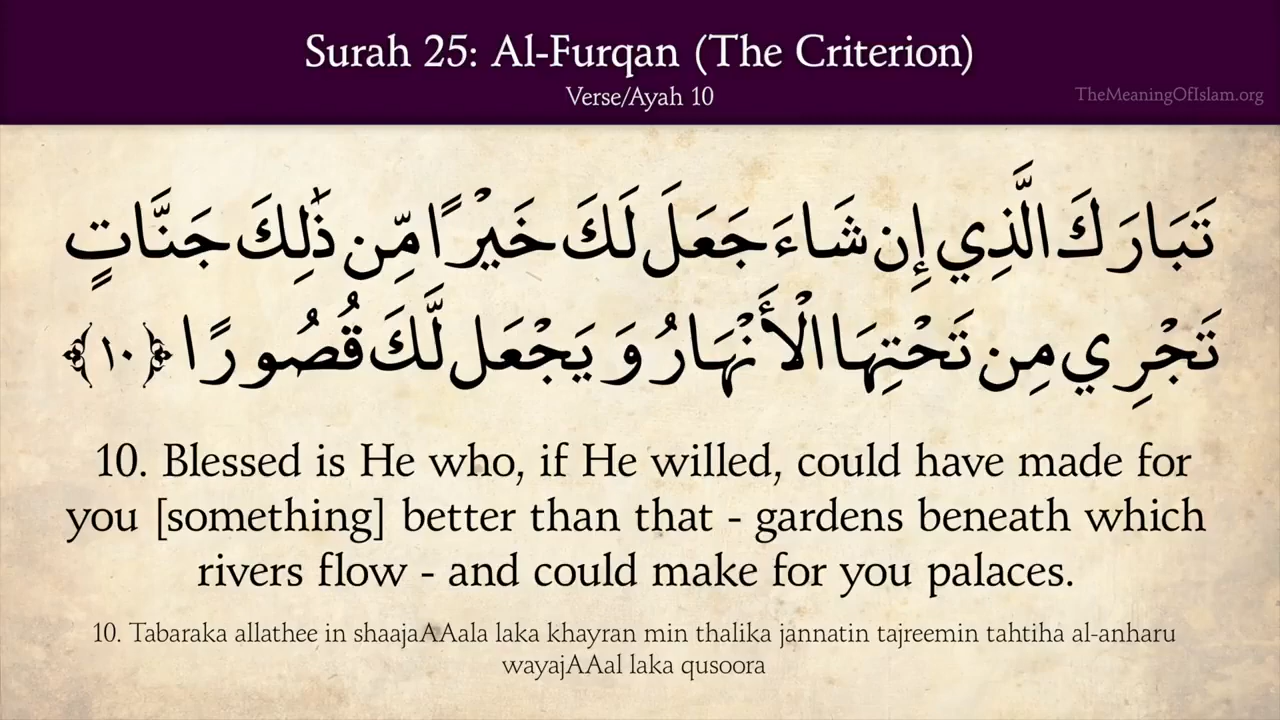 Surah 25: Al-Furqan (The Criterion)
Verse/Ayah 10
TheMeaningOfIslam.org
تَبَارَكَ الَّذِي إِن شَاءَ جَعَلَ لَكَ خَيْرًا مِّن ذَٰلِكَ جَنَّاتٍ
تَجْرِي مِن تَحْتِهَا الْأَنْهَارُ وَيَجْعَل لَّكَ قُصُورًا ﴿١٠﴾
10. Blessed is He who, if He willed, could have made for
you [something] better than that - gardens beneath which
rivers flow - and could make for you palaces.
10. Tabaraka allathee in shaajaAAala laka khayran min thalika jannatin tajreemin tahtiha al-anharu
wayajAAal laka qusoora